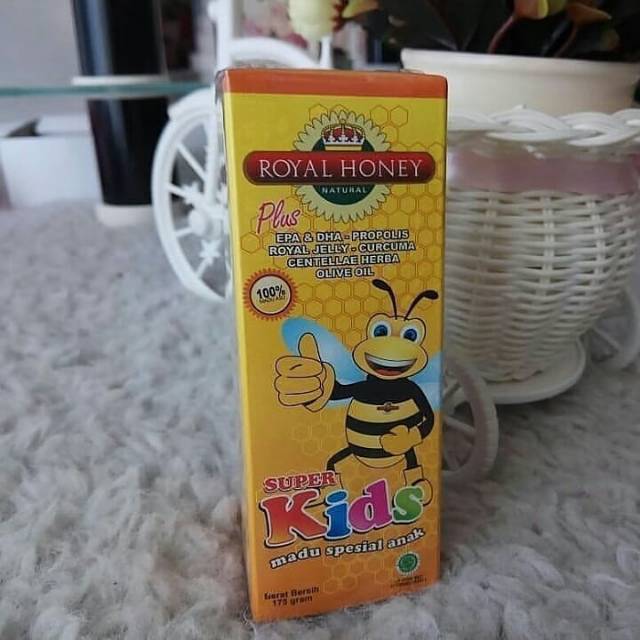 ROYAL HONEY
NATURAL
Plus
EPA & DHA - PROPOLIS
ROYAL JELLY - CURCUMA
CENTELLAE HERBA
OLIVE OIL
100%
SUPER
Kids
madu spesial anak
Berat Bersih
175 gram